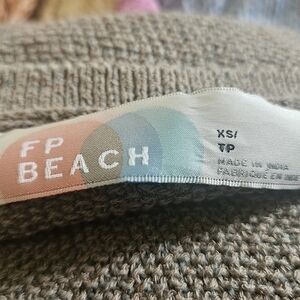 FP
BEACH
XS/
TP
MADE IN INDIA
FABRIQUÉ EN INDE